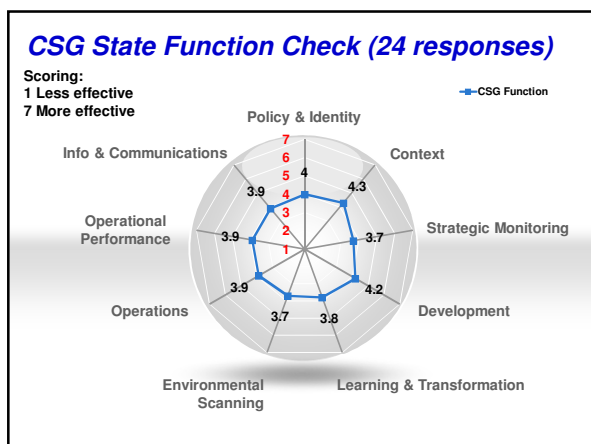 CSG State Function Check (24 responses)
Scoring:
1 Less effective
7 More effective
CSG Function
Policy & Identity
Info & Communications
Context
Operational
Performance
Strategic Monitoring
Operations
Development
Environmental
Scanning
Learning & Transformation
7
6
5
4
3
2
1
4
4.3
3.7
4.2
3.8
3.7
3.9
3.9
3.9